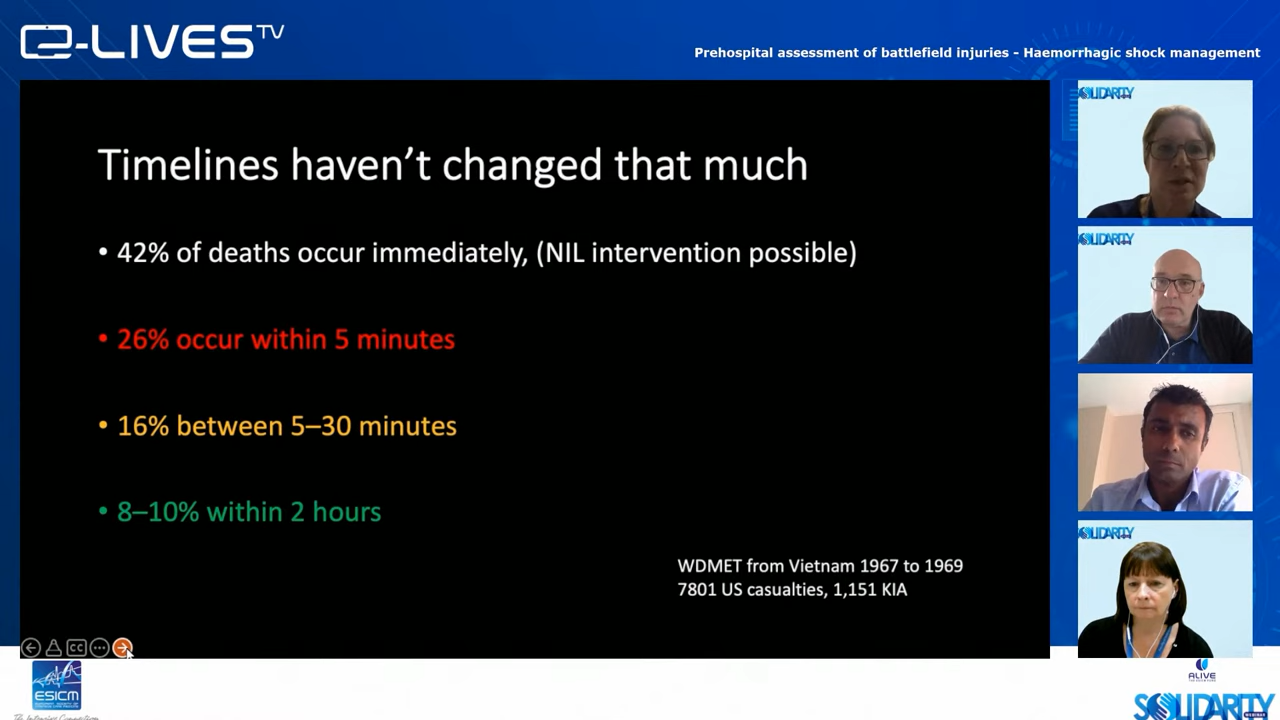 e-LIVES TV
Prehospital assessment of battlefield injuries - Haemorrhagic shock management
Timelines haven't changed that much
• 42% of deaths occur immediately, (NIL intervention possible)
• 26% occur within 5 minutes
• 16% between 5–30 minutes
• 8–10% within 2 hours
WDMET from Vietnam 1967 to 1969
7801 US casualties, 1,151 KIA
SOLIDARITY
SOLIDARITY
SOLIDARITY
CC
ESICM
ALIVE
SOLIDARITY
WEBINAR